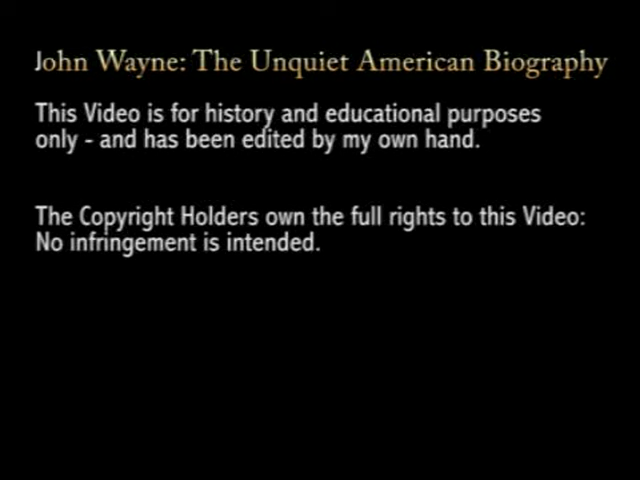 John Wayne: The Unquiet American Biography
This Video is for history and educational purposes
only - and has been edited by my own hand.
The Copyright Holders own the full rights to this Video:
No infringement is intended.